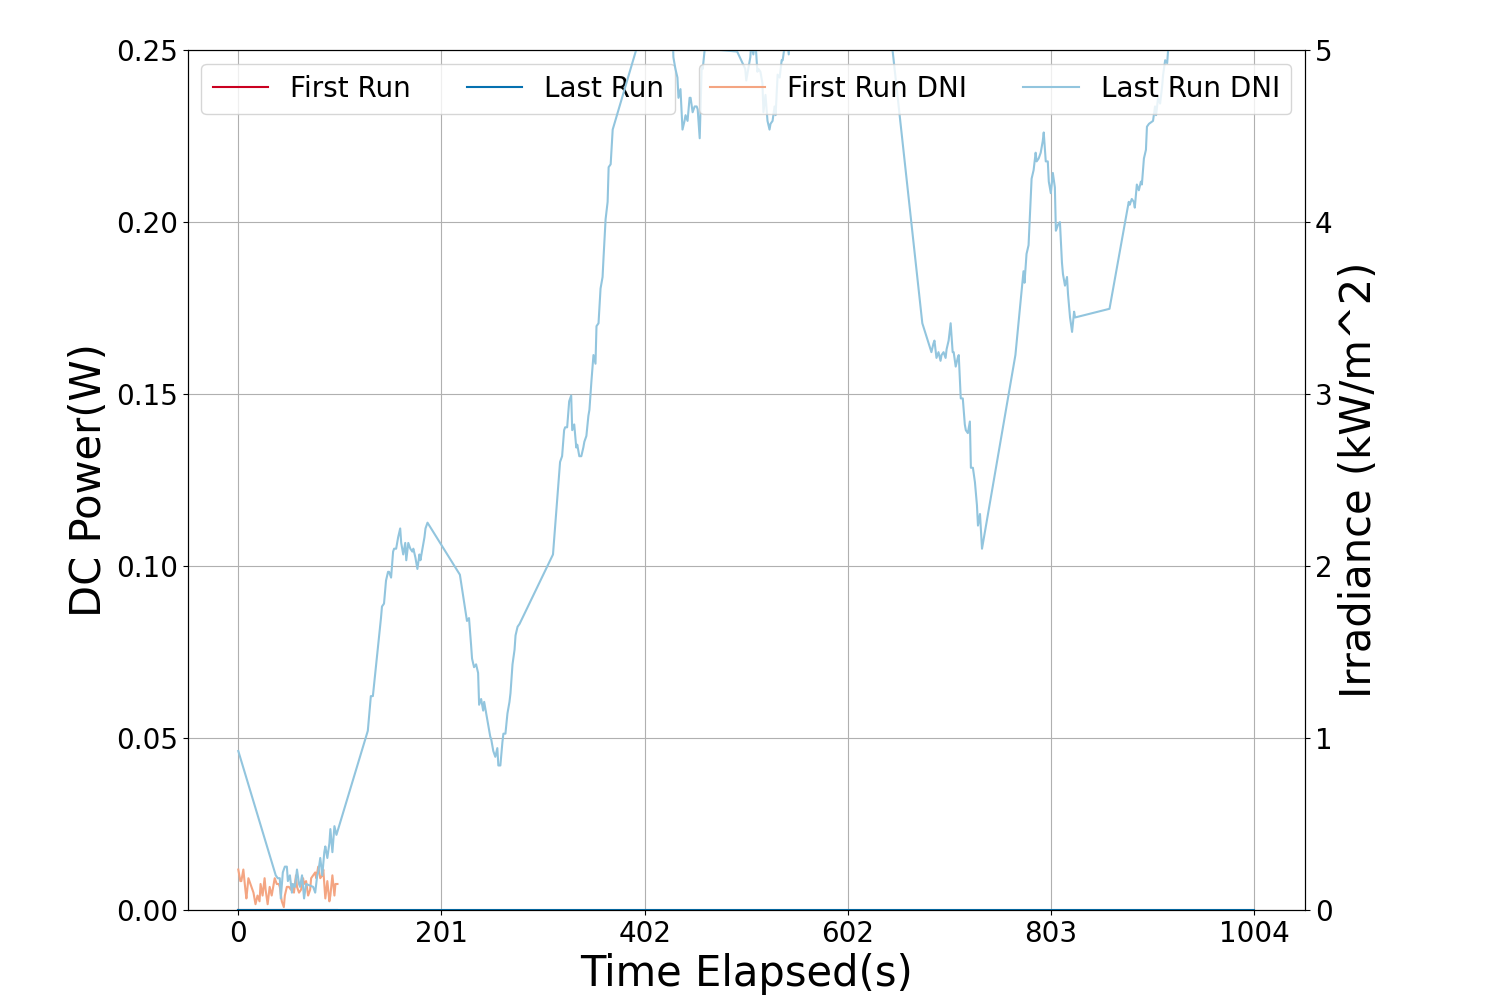 First Run
Last Run
First Run DNI
Last Run DNI
0.25
0.20
0.15
0.10
0.05
0.00
DC Power(W)
5
4
3
2
1
0
Irradiance (kW/m^2)
0 201 402 602 803 1004
Time Elapsed(s)